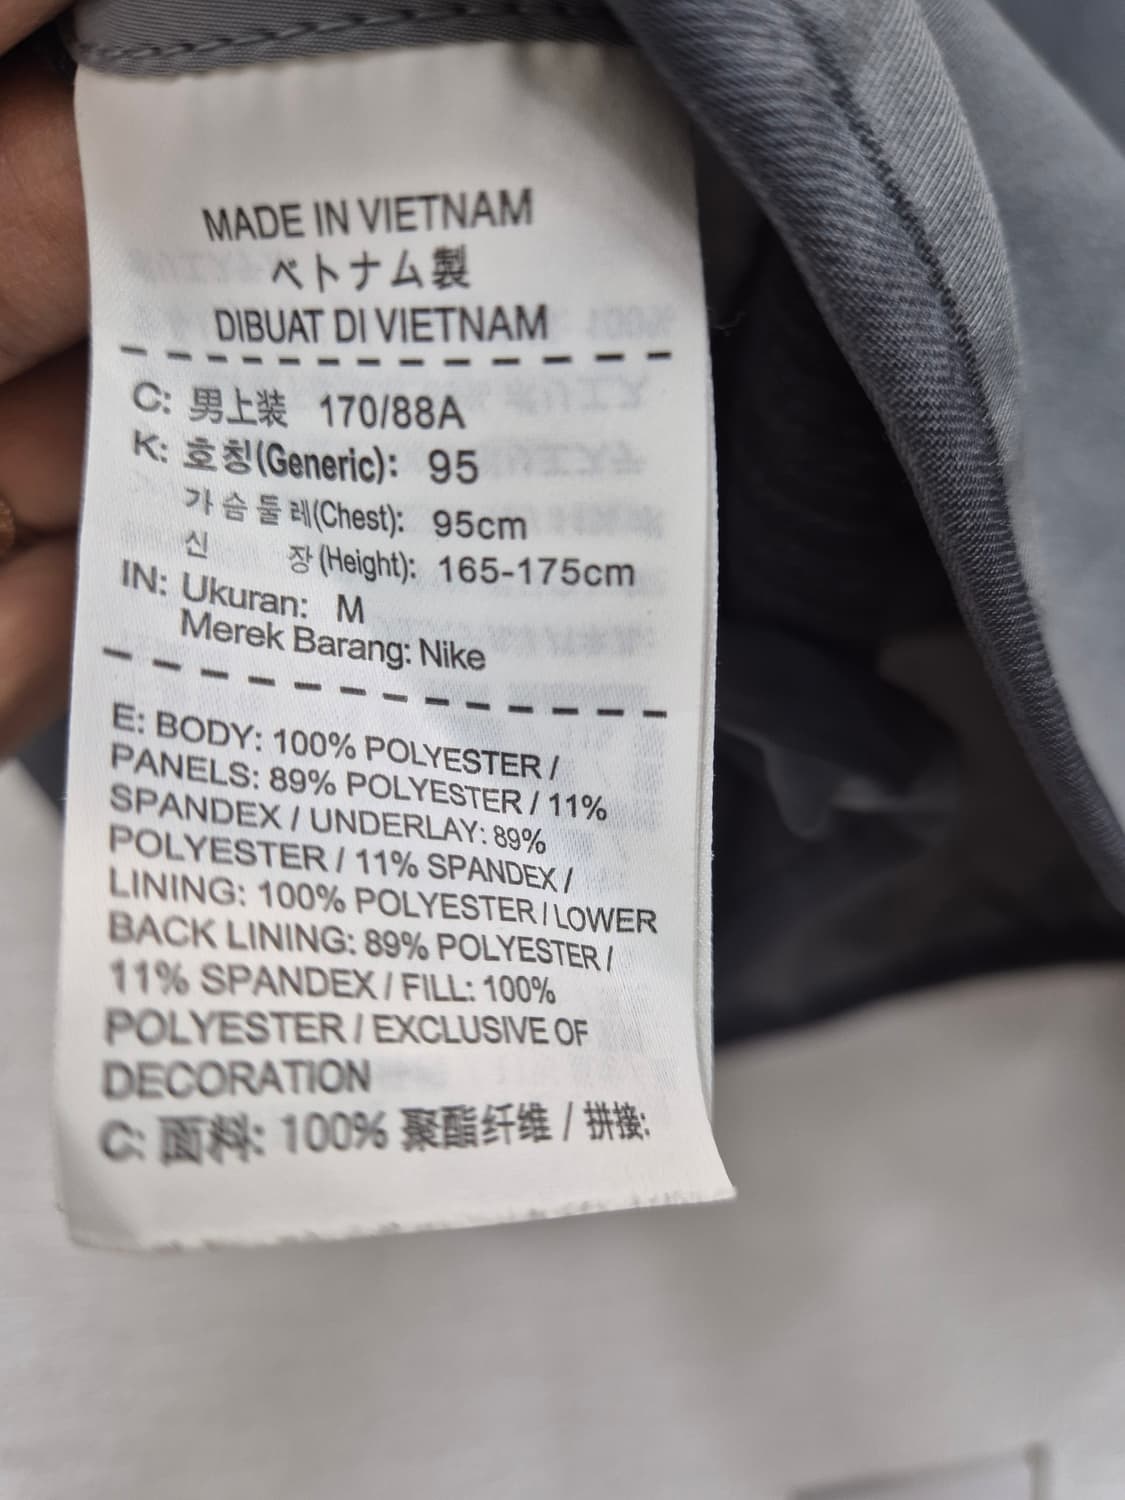 MADE IN VIETNAM
ベトナム製
DIBUAT DI VIETNAM
C: 男上装 170/88A
K: 호칭(Generic): 95
가슴둘레(Chest): 95cm
신 장(Height): 165-175cm
IN: Ukuran: M
Merek Barang: Nike
E: BODY: 100% POLYESTER /
PANELS: 89% POLYESTER / 11%
SPANDEX / UNDERLAY: 89%
POLYESTER / 11% SPANDEX /
LINING: 100% POLYESTER / LOWER
BACK LINING: 89% POLYESTER /
11% SPANDEX / FILL: 100%
POLYESTER / EXCLUSIVE OF
DECORATION
C: 面料: 100% 聚酯纤维 / 拼接: